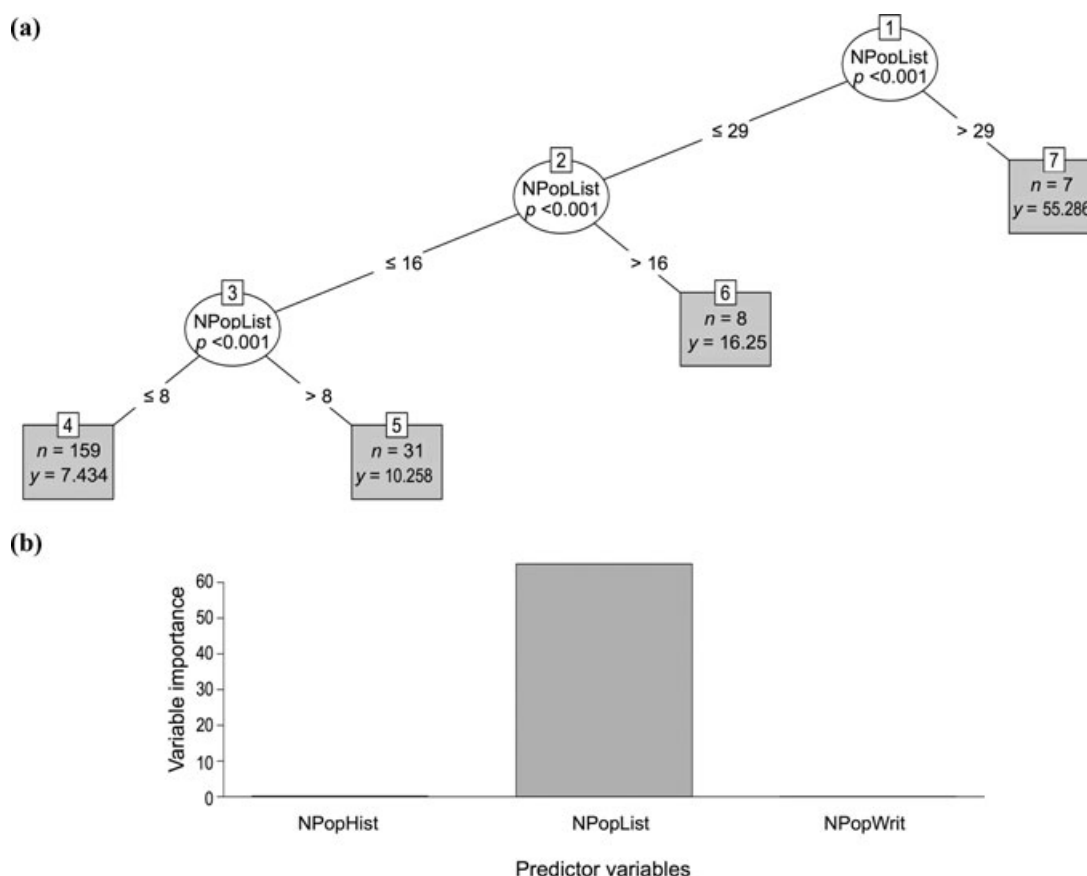 (a)
1
NPopList
p <0.001
≤ 29
> 29
2
NPopList
p <0.001
7
n = 7
y = 55.286
≤ 16
> 16
3
NPopList
p <0.001
6
n = 8
y = 16.25
≤ 8
> 8
4
n = 159
y = 7.434
5
n = 31
y = 10.258
(b)
Variable importance
60
50
40
30
20
10
0
NPopHist NPopList NPopWrit
Predictor variables